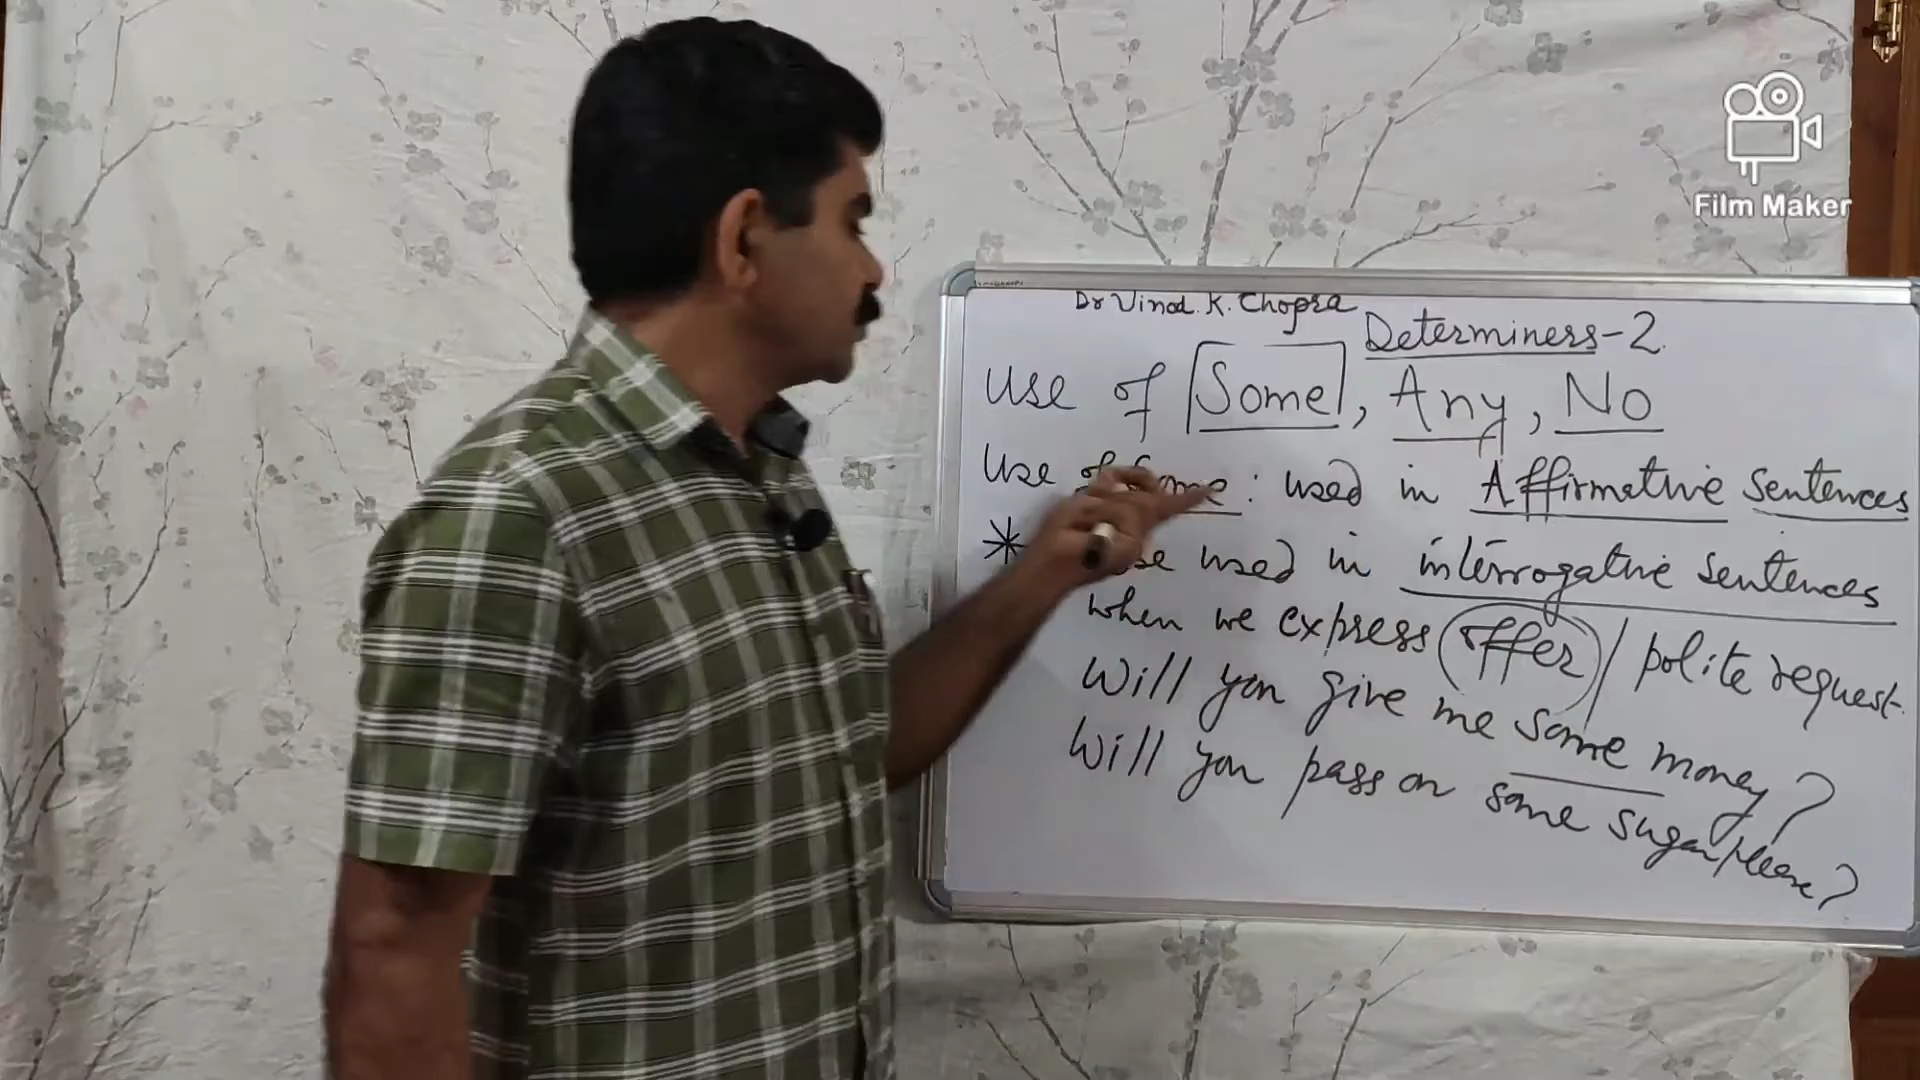 Film Maker
Dr Vinod. K. Chopra
Determiners-2.
Use of Some, Any, No
Use of Some: used in Affirmative Sentences
* used in interrogative sentences
when we express offer / polite request.
Will you give me some money?
Will you pass on some sugar please?